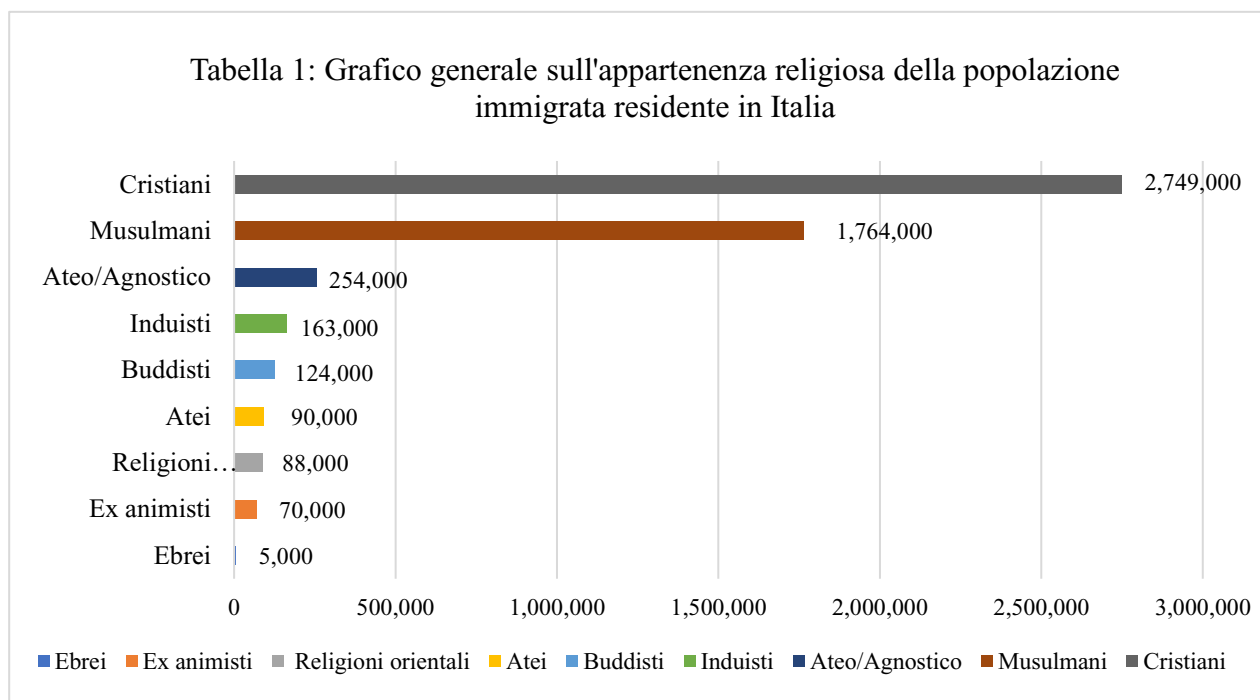 Tabella 1: Grafico generale sull'appartenenza religiosa della popolazione
immigrata residente in Italia
Cristiani 2,749,000
Musulmani 1,764,000
Ateo/Agnostico 254,000
Induisti 163,000
Buddisti 124,000
Atei 90,000
Religioni… 88,000
Ex animisti 70,000
Ebrei 5,000
0 500,000 1,000,000 1,500,000 2,000,000 2,500,000 3,000,000
Ebrei Ex animisti Religioni orientali Atei Buddisti Induisti Ateo/Agnostico Musulmani Cristiani